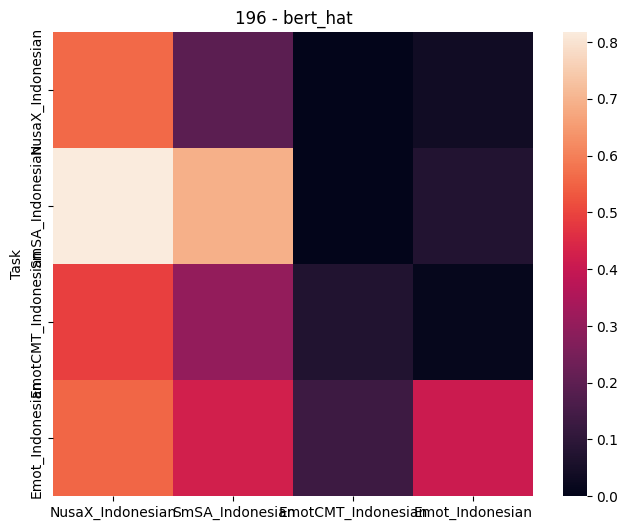 196 - bert_hat
Task
NusaX_Indonesian
SmSA_Indonesian
EmotCMT_Indonesian
Emot_Indonesian
NusaX_Indonesian
SmSA_Indonesian
EmotCMT_Indonesian
Emot_Indonesian
0.8
0.7
0.6
0.5
0.4
0.3
0.2
0.1
0.0